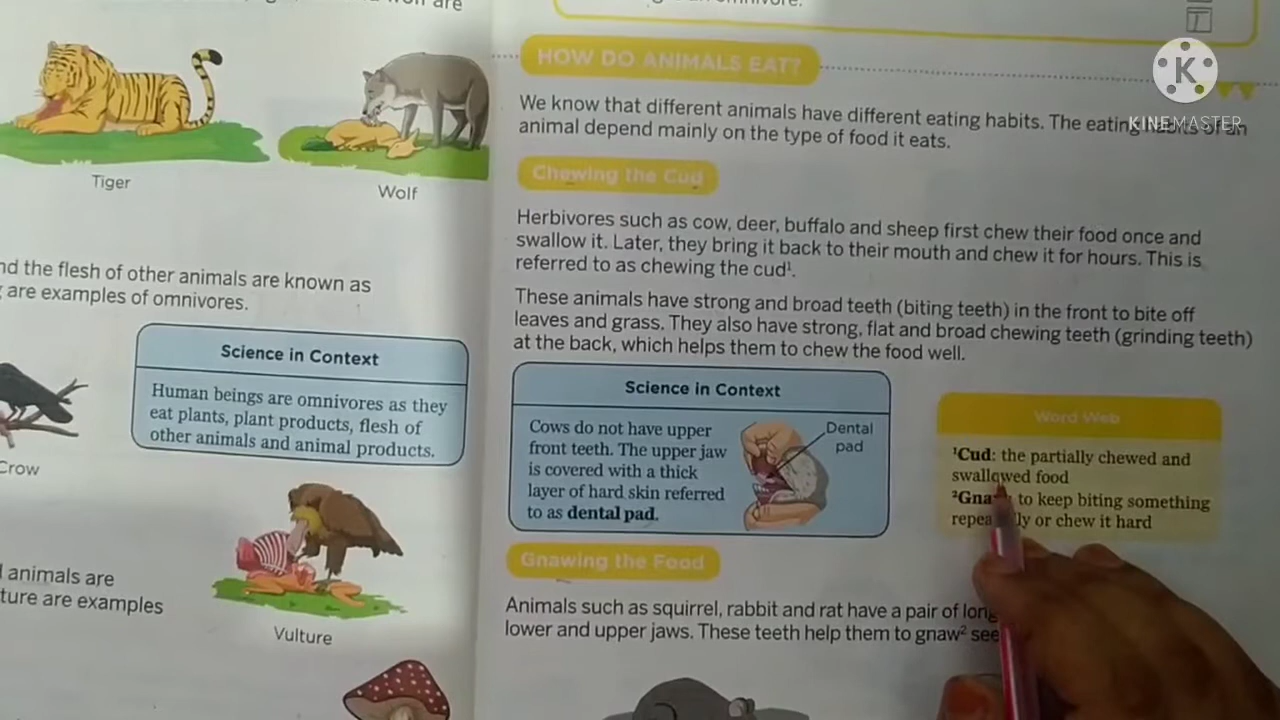 are
Tiger
Wolf
nd the flesh of other animals are known as
are examples of omnivores.
Science in Context
Human beings are omnivores as they
eat plants, plant products, flesh of
other animals and animal products.
Crow
animals are
ture are examples
Vulture
omnivore.
HOW DO ANIMALS EAT?
We know that different animals have different eating habits. The eating habits of an
animal depend mainly on the type of food it eats.
Chewing the Cud
Herbivores such as cow, deer, buffalo and sheep first chew their food once and
swallow it. Later, they bring it back to their mouth and chew it for hours. This is
referred to as chewing the cud¹.
These animals have strong and broad teeth (biting teeth) in the front to bite off
leaves and grass. They also have strong, flat and broad chewing teeth (grinding teeth)
at the back, which helps them to chew the food well.
Science in Context
Cows do not have upper
front teeth. The upper jaw
is covered with a thick
layer of hard skin referred
to as dental pad.
Dental
pad
Word Web
¹Cud: the partially chewed and
swallowed food
²Gna to keep biting something
repea ly or chew it hard
Gnawing the Food
Animals such as squirrel, rabbit and rat have a pair of long
lower and upper jaws. These teeth help them to gnaw² see
K
KINEMASTER